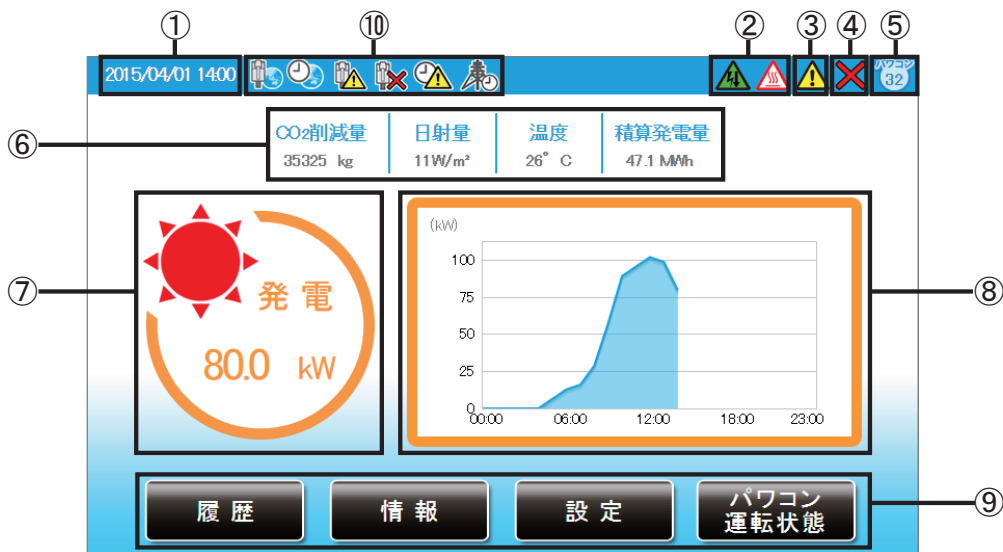 ① ⑩ ② ③ ④ ⑤
2015/04/01 14:00
パワコン
32
⑥
CO2削減量 日射量 温度 積算発電量
35325 kg 11W/m² 26°C 47.1 MWh
⑦
発電
80.0 kW
⑧
(kW)
100
75
50
25
0
00:00 06:00 12:00 18:00 23:00
⑨
履歴 情報 設定 パワコン
運転状態